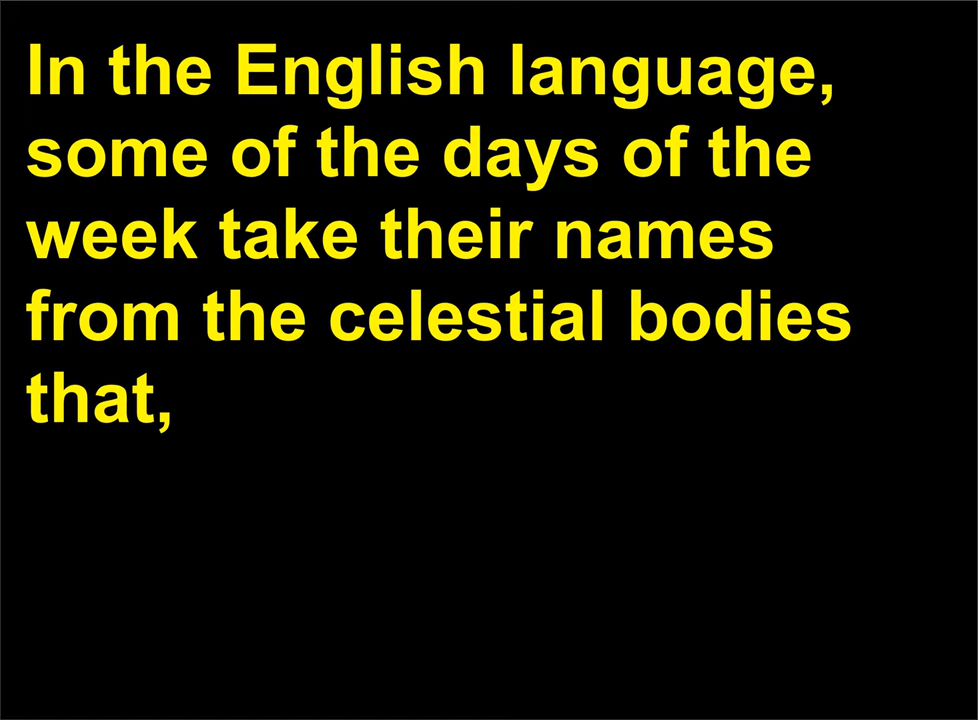 In the English language,
some of the days of the
week take their names
from the celestial bodies
that,